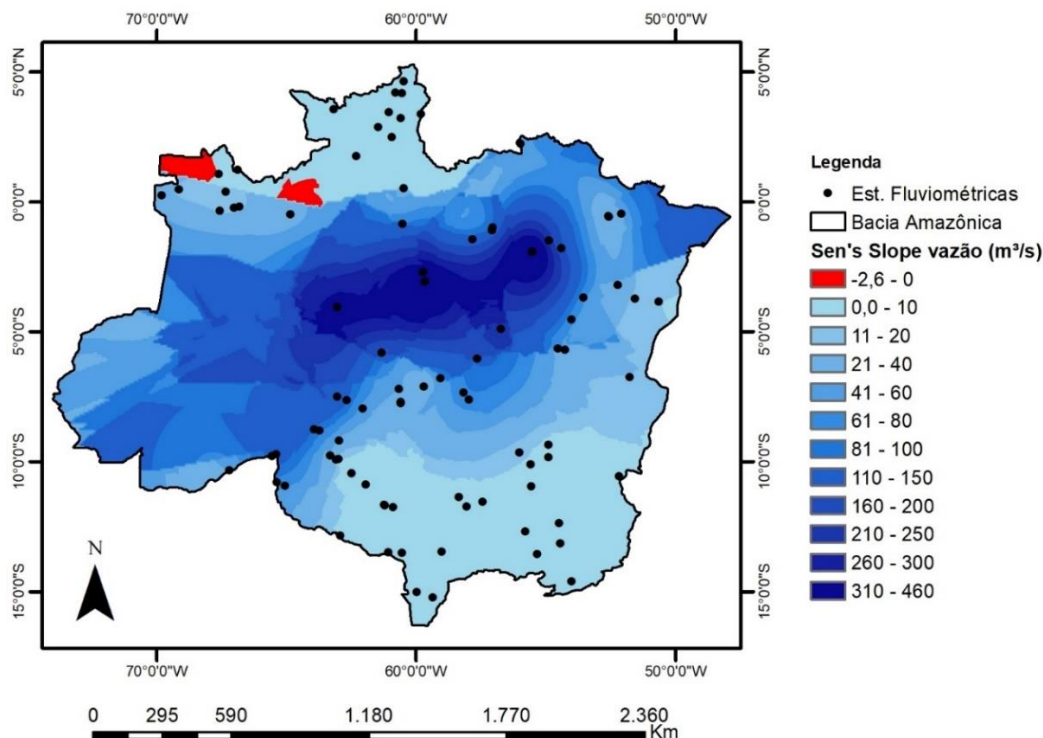 70°0'0"W 60°0'0"W 50°0'0"W
5°0'0"N
0°0'0"
5°0'0"S
10°0'0"S
15°0'0"S
5°0'0"N
0°0'0"
5°0'0"S
10°0'0"S
15°0'0"S
N
70°0'0"W 60°0'0"W 50°0'0"W
0 295 590 1.180 1.770 2.360
Km
Legenda
Est. Fluviométricas
Bacia Amazônica
Sen's Slope vazão (m³/s)
-2,6 - 0
0,0 - 10
11 - 20
21 - 40
41 - 60
61 - 80
81 - 100
110 - 150
160 - 200
210 - 250
260 - 300
310 - 460